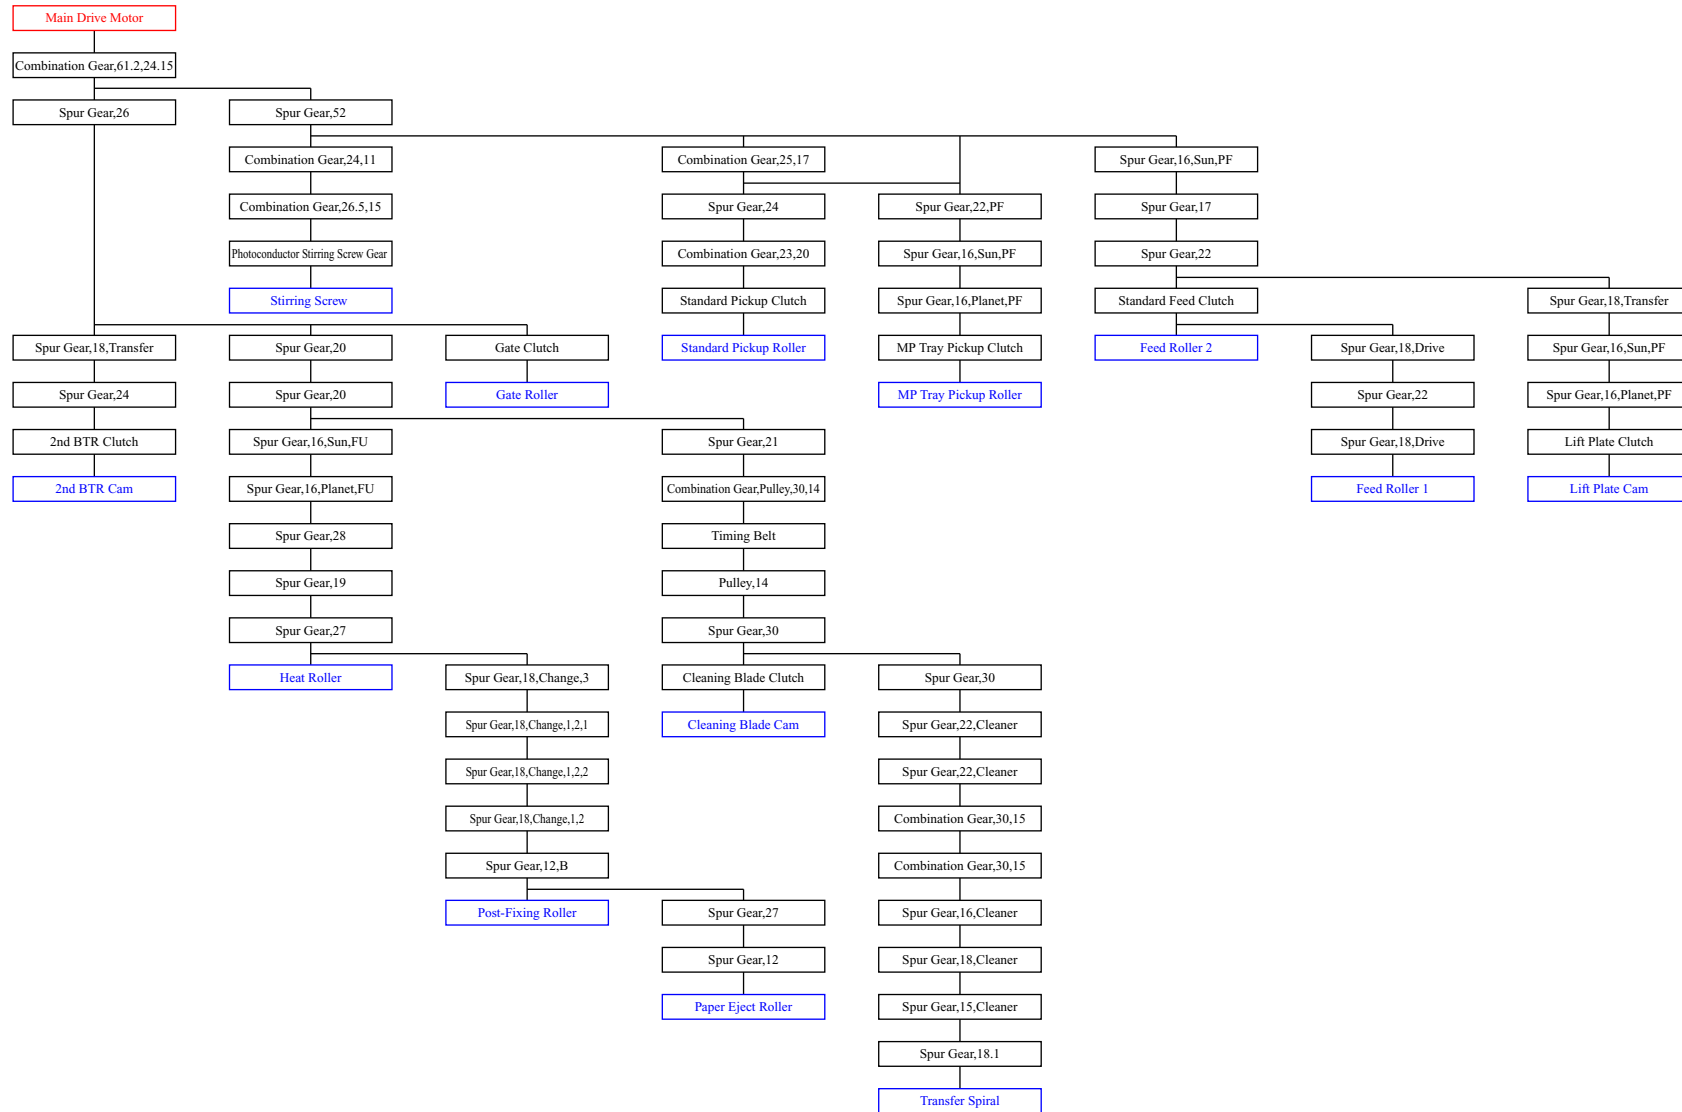 Main Drive Motor
Combination Gear,61.2,24.15
Spur Gear,26
Spur Gear,52
Combination Gear,24,11
Combination Gear,25,17
Spur Gear,16,Sun,PF
Combination Gear,26.5,15
Spur Gear,24
Spur Gear,22,PF
Spur Gear,17
Photoconductor Stirring Screw Gear
Combination Gear,23,20
Spur Gear,16,Sun,PF
Spur Gear,22
Stirring Screw
Standard Pickup Clutch
Spur Gear,16,Planet,PF
Standard Feed Clutch
Spur Gear,18,Transfer
Spur Gear,18,Transfer
Spur Gear,20
Gate Clutch
Standard Pickup Roller
MP Tray Pickup Clutch
Feed Roller 2
Spur Gear,18,Drive
Spur Gear,16,Sun,PF
Spur Gear,24
Spur Gear,20
Gate Roller
MP Tray Pickup Roller
Spur Gear,22
Spur Gear,16,Planet,PF
2nd BTR Clutch
Spur Gear,16,Sun,FU
Spur Gear,21
Spur Gear,18,Drive
Lift Plate Clutch
2nd BTR Cam
Spur Gear,16,Planet,FU
Combination Gear,Pulley,30,14
Feed Roller 1
Lift Plate Cam
Spur Gear,28
Timing Belt
Spur Gear,19
Pulley,14
Spur Gear,27
Spur Gear,30
Heat Roller
Spur Gear,18,Change,3
Cleaning Blade Clutch
Spur Gear,30
Spur Gear,18,Change,1,2,1
Cleaning Blade Cam
Spur Gear,22,Cleaner
Spur Gear,18,Change,1,2,2
Spur Gear,22,Cleaner
Spur Gear,18,Change,1,2
Combination Gear,30,15
Spur Gear,12,B
Combination Gear,30,15
Post-Fixing Roller
Spur Gear,27
Spur Gear,16,Cleaner
Spur Gear,12
Spur Gear,18,Cleaner
Paper Eject Roller
Spur Gear,15,Cleaner
Spur Gear,18.1
Transfer Spiral